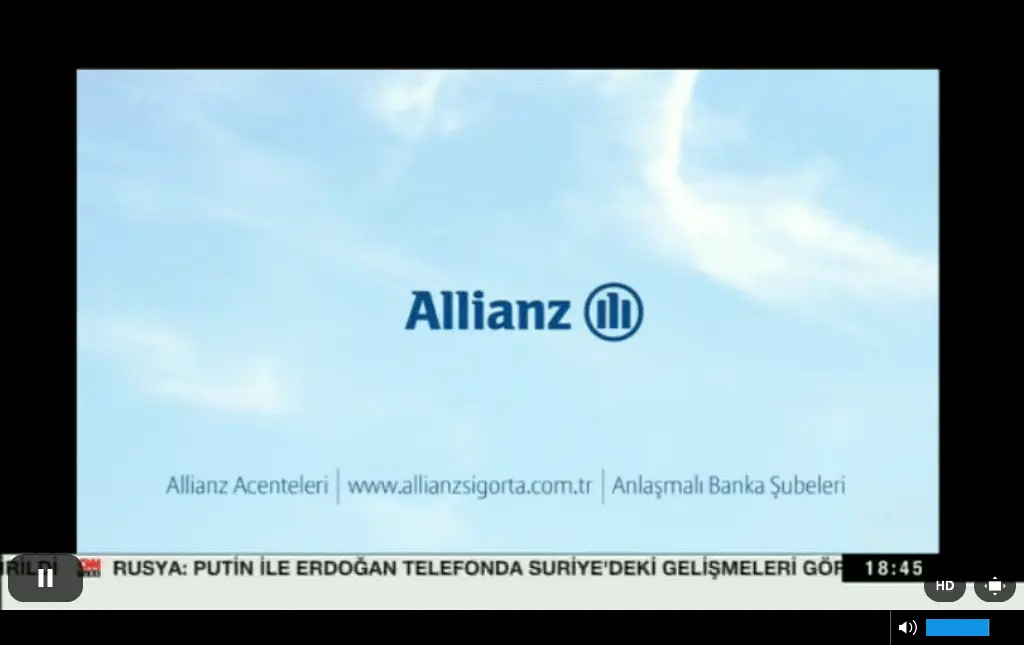 Allianz
Allianz Acenteleri | www.allianzsigorta.com.tr | Anlaşmalı Banka Şubeleri
CNN RUSYA: PUTİN İLE ERDOĞAN TELEFONDA SURİYE'DEKİ GELİŞMELERİ 18:45
HD